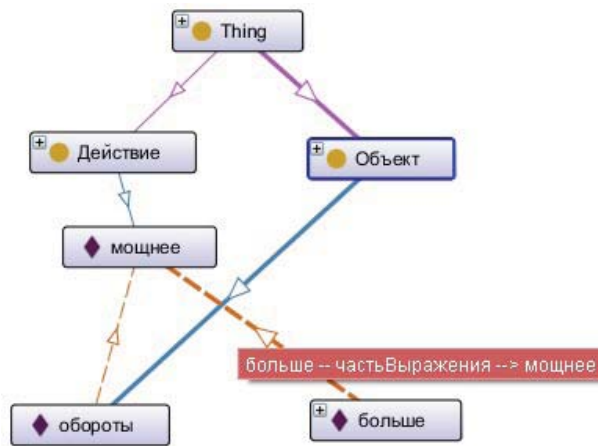 Thing
Действие
Объект
мощнее
больше -- частьВыражения --> мощнее
обороты
больше